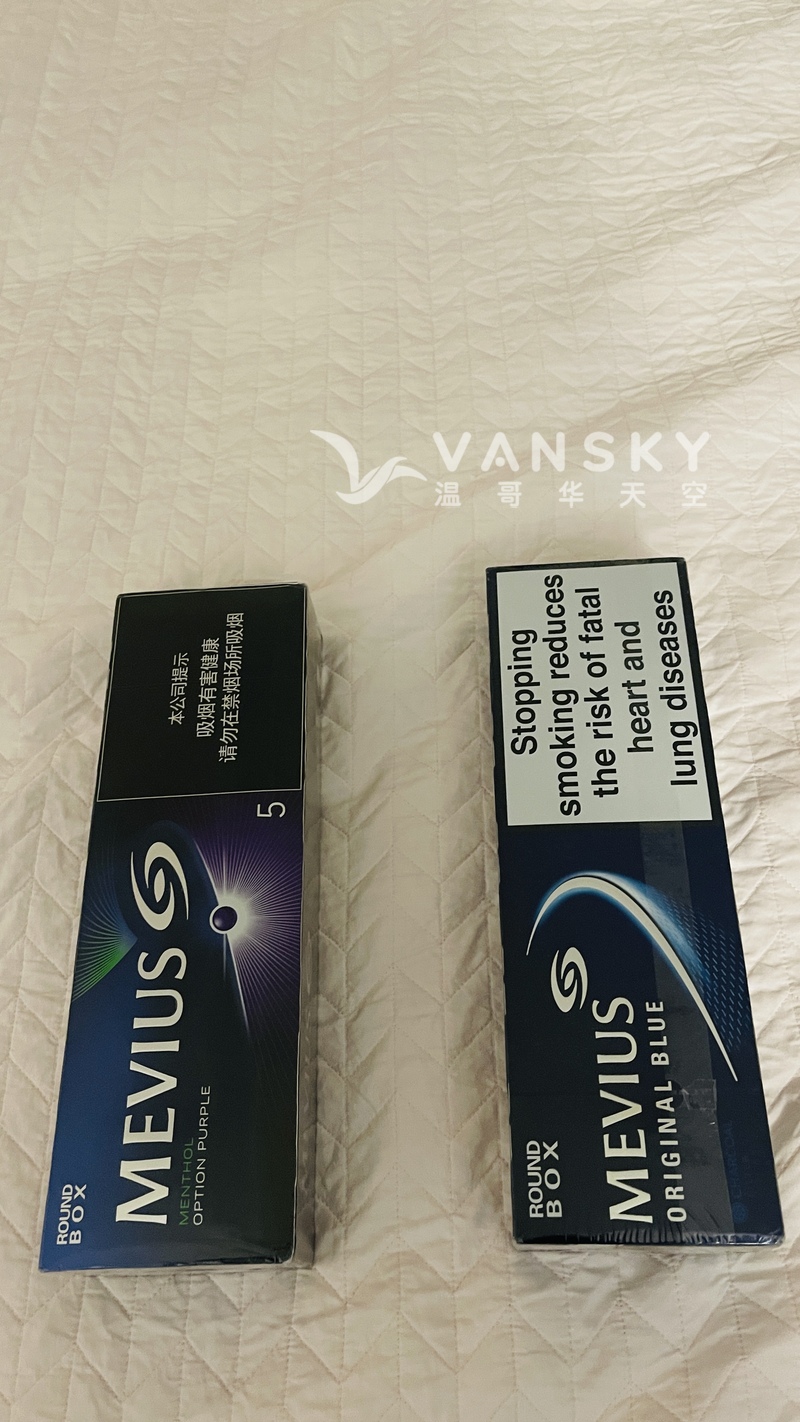 VANSKY
温哥华天空
本公司提示
吸烟有害健康
请勿在禁烟场所吸烟
5
MEVIUS
MENTHOL
OPTION PURPLE
ROUND
BOX
Stopping
smoking reduces
the risk of fatal
heart and
lung diseases
MEVIUS
ORIGINAL BLUE
ROUND
BOX